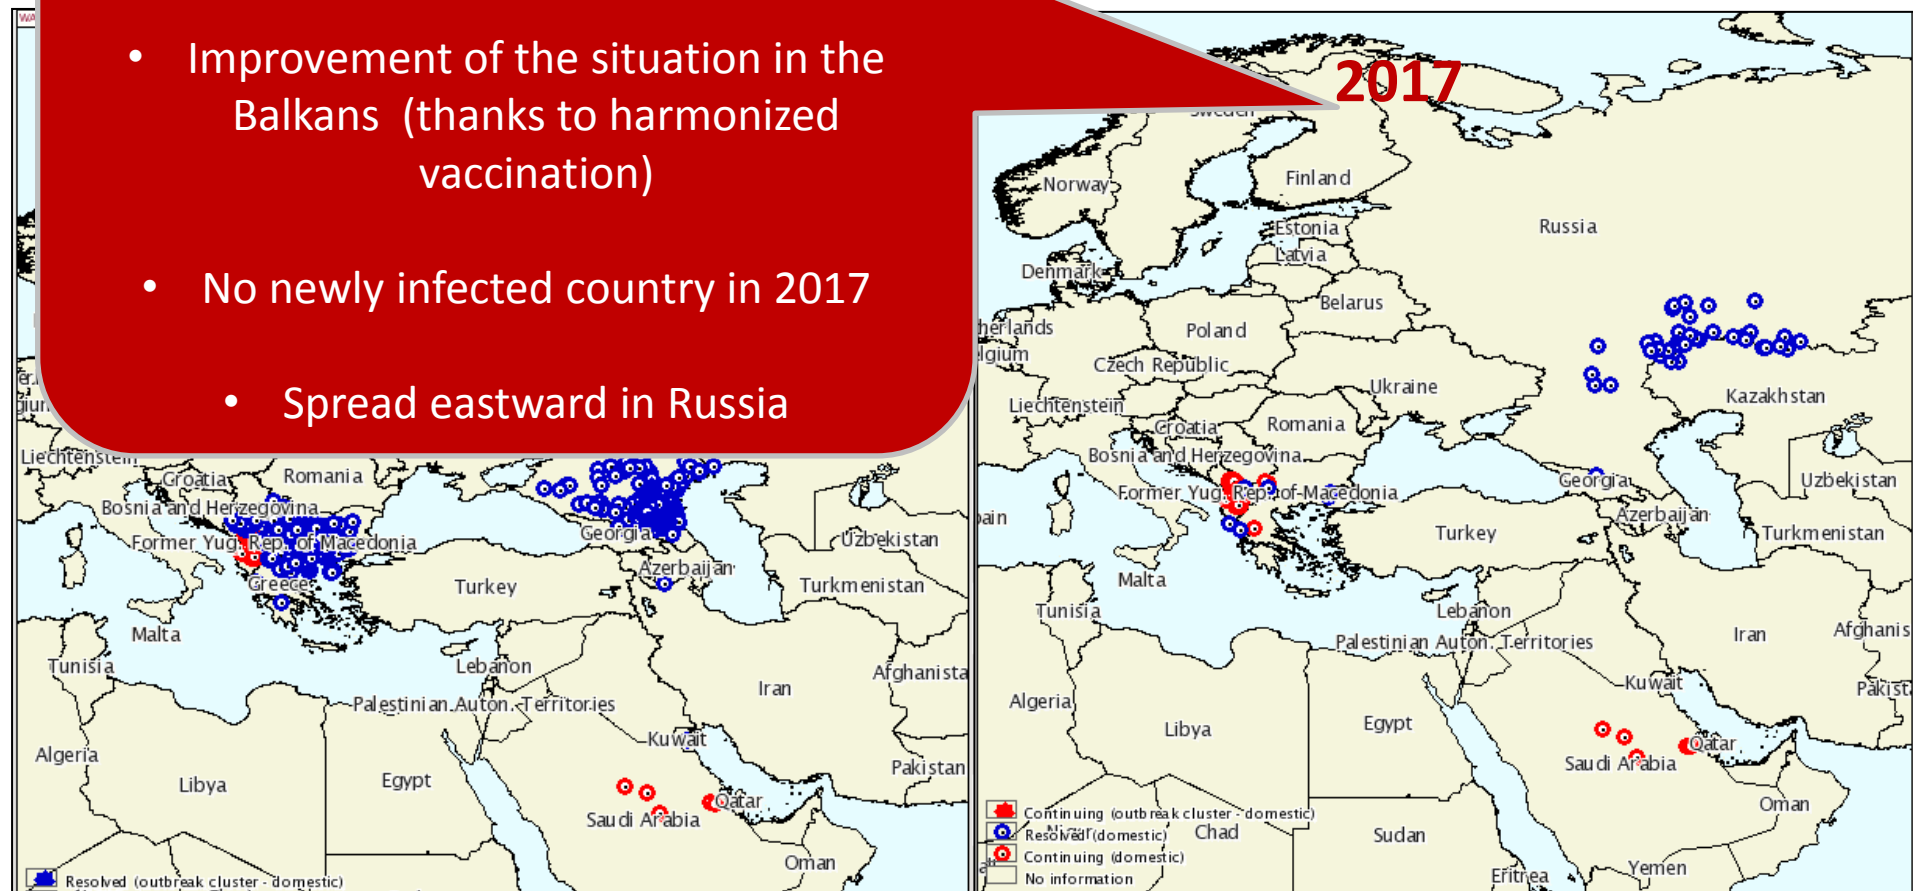 • Improvement of the situation in the
Balkans (thanks to harmonized
vaccination)
• No newly infected country in 2017
• Spread eastward in Russia
Liechtenstein
Croatia
Romania
Bosnia and Herzegovina
Former Yug. Rep. of Macedonia
Georgia
Uzbekistan
Azerbaijan
Greece
Turkey
Turkmenistan
Malta
Tunisia
Lebanon
Afghanista
Iran
Palestinian Auton. Territories
Kuwait
Algeria
Libya
Egypt
Pakistan
Qatar
Saudi Arabia
Oman
Resolved (outbreak cluster - domestic)
2017
Sweden
Norway
Finland
Russia
Estonia
Latvia
Denmark
Belarus
herlands
Poland
lgium
Czech Republic
Ukraine
Kazakhstan
Liechtenstein
Croatia
Romania
Bosnia and Herzegovina
Georgia
Uzbekistan
Former Yug. Rep. of Macedonia
ain
Azerbaijan
Turkey
Turkmenistan
Malta
Tunisia
Lebanon
Palestinian Auton. Territories
Iran
Afghanis
Kuwait
Pakist
Algeria
Libya
Egypt
Qatar
Saudi Arabia
Oman
Continuing (outbreak cluster - domestic)
Resolved (domestic)
Niger
Chad
Sudan
Continuing (domestic)
No information
Yemen
Eritrea